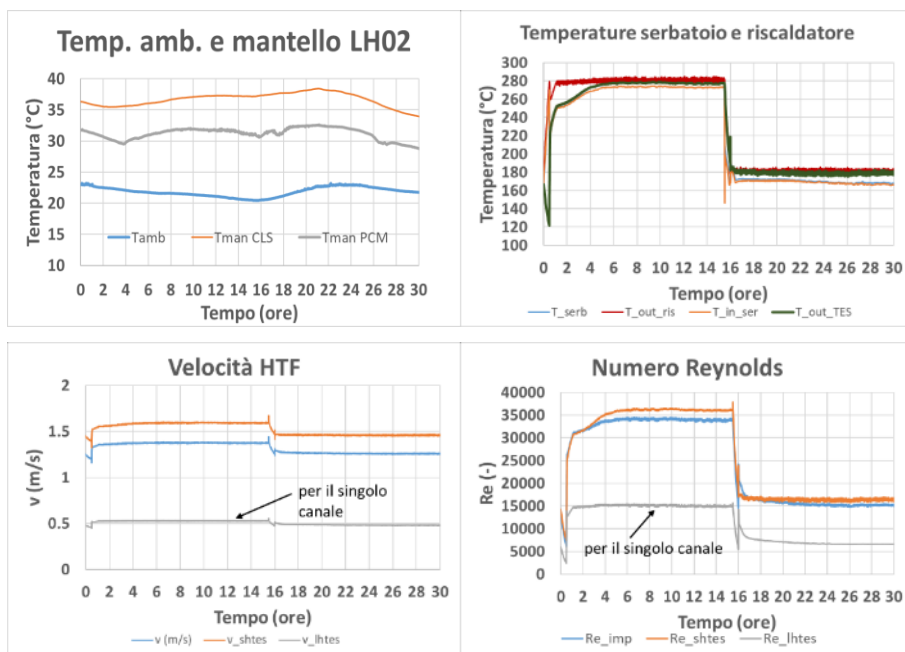 Temp. amb. e mantello LH02
Temperatura (°C)
40
35
30
25
20
15
10
Tamb Tman CLS Tman PCM
0 2 4 6 8 10 12 14 16 18 20 22 24 26 28 30
Tempo (ore)
Temperature serbatoio e riscaldatore
Temperatura (°C)
300
280
260
240
220
200
180
160
140
120
100
0 2 4 6 8 10 12 14 16 18 20 22 24 26 28 30
Tempo (ore)
T_serb T_out_ris T_in_ser T_out_TES
Velocità HTF
v (m/s)
2
1.5
1
0.5
0
per il singolo
canale
0 2 4 6 8 10 12 14 16 18 20 22 24 26 28 30
Tempo (ore)
v (m/s) v_shtes v_lhtes
Numero Reynolds
Re (-)
40000
35000
30000
25000
20000
15000
10000
5000
0
per il singolo canale
0 2 4 6 8 10 12 14 16 18 20 22 24 26 28 30
Tempo (ore)
Re_imp Re_shtes Re_lhtes